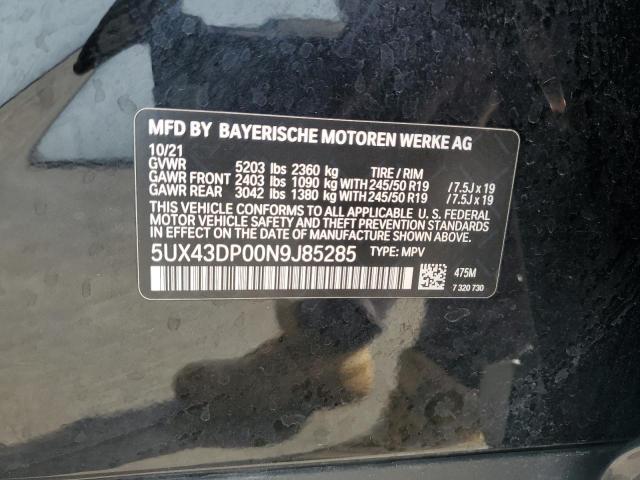 MFD BY BAYERISCHE MOTOREN WERKE AG
10/21
GVWR 5203 lbs 2360 kg TIRE / RIM
GAWR FRONT 2403 lbs 1090 kg WITH 245/50 R19 / 7.5J x 19
GAWR REAR 3042 lbs 1380 kg WITH 245/50 R19 / 7.5J x 19
THIS VEHICLE CONFORMS TO ALL APPLICABLE U. S. FEDERAL
MOTOR VEHICLE SAFETY AND THEFT PREVENTION STANDARDS
IN EFFECT ON THE DATE OF MANUFACTURE SHOWN ABOVE.
5UX43DP00N9J85285 TYPE: MPV
475M
7 320 730